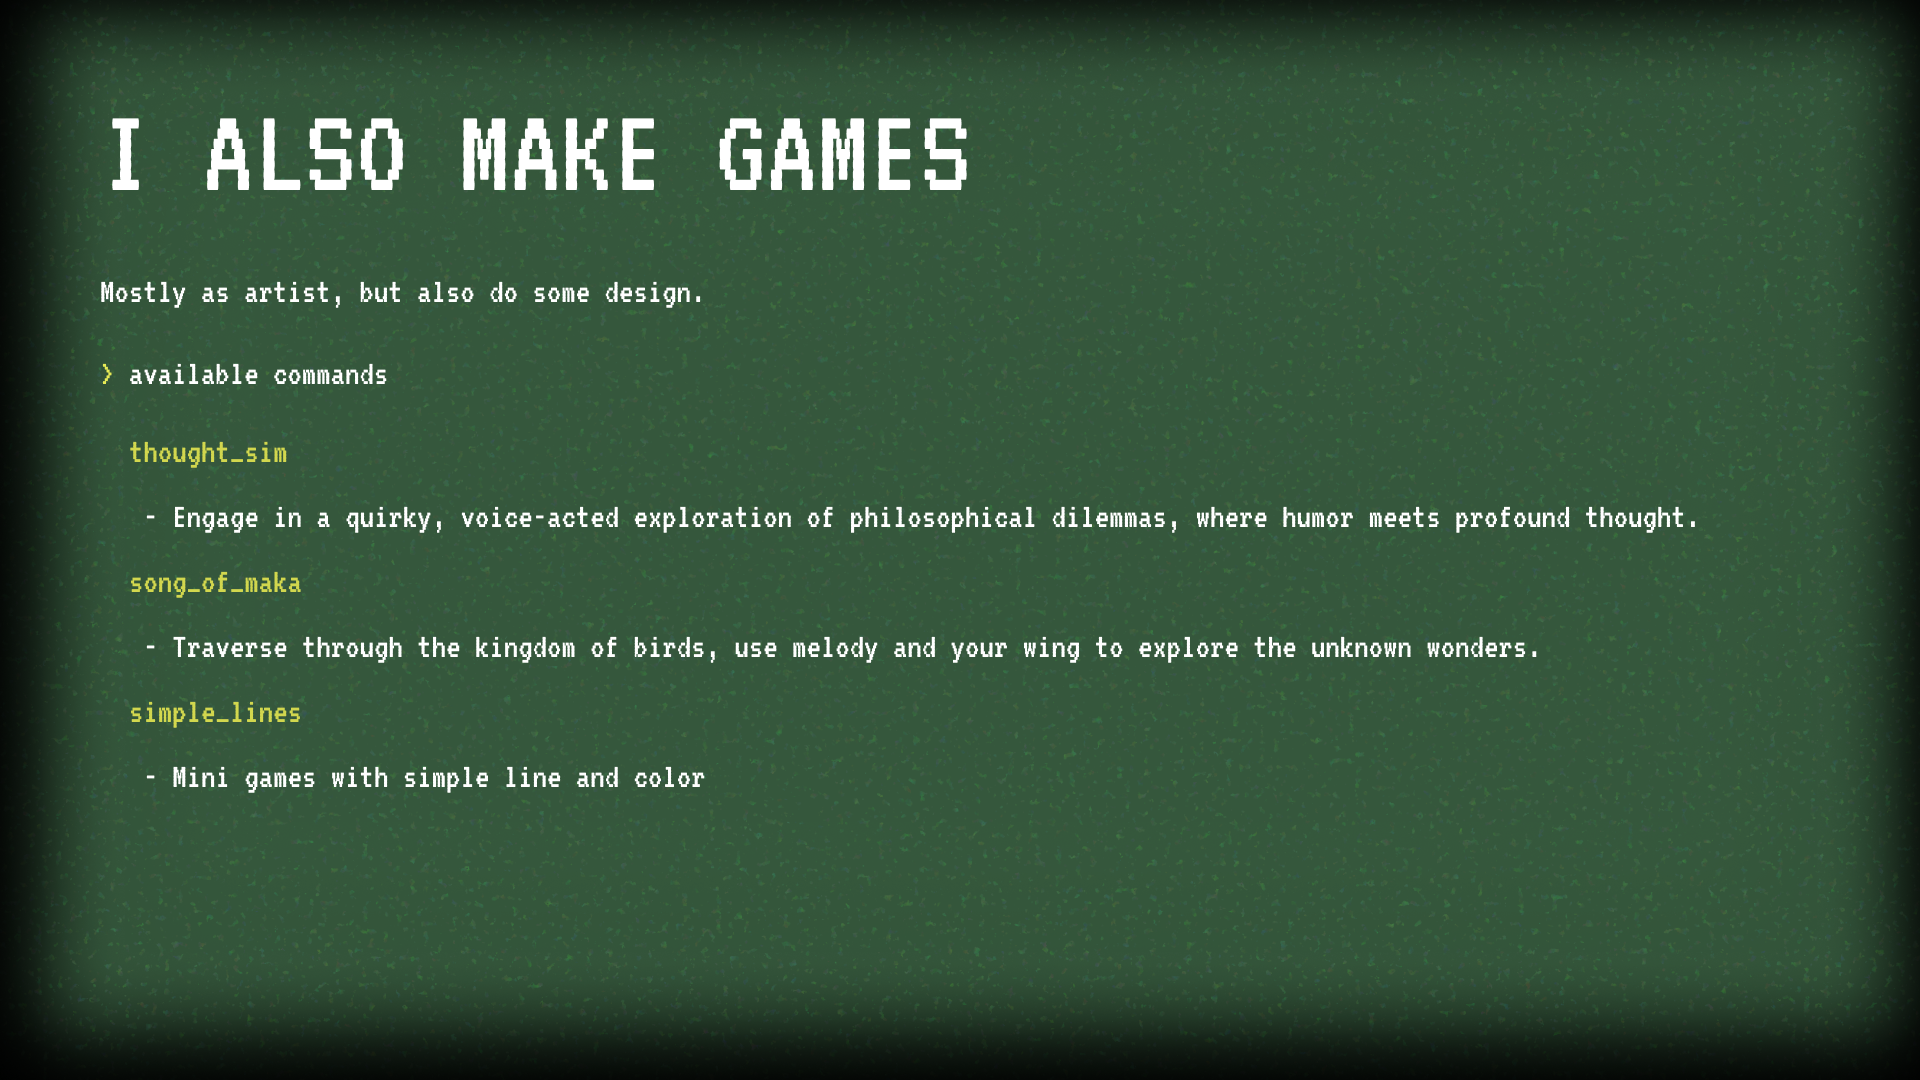 I ALSO MAKE GAMES
Mostly as artist, but also do some design.
❯ available commands
thought_sim
- Engage in a quirky, voice-acted exploration of philosophical dilemmas, where humor meets profound thought.
song_of_maka
- Traverse through the kingdom of birds, use melody and your wing to explore the unknown wonders.
simple_lines
- Mini games with simple line and color